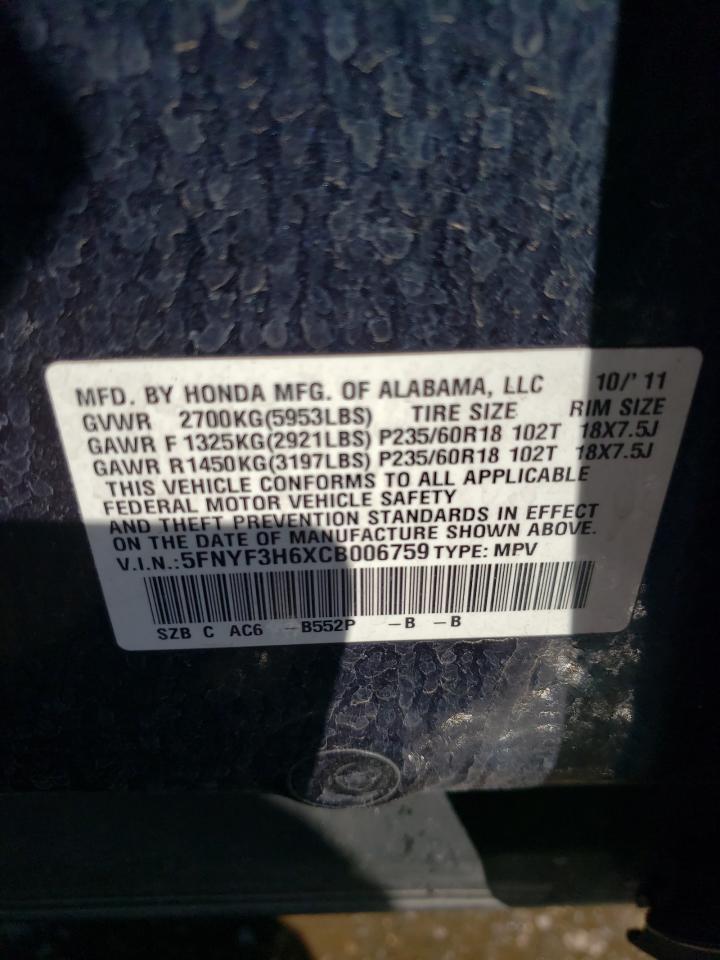 MFD. BY HONDA MFG. OF ALABAMA, LLC 10/' 11
GVWR 2700KG(5953LBS) TIRE SIZE RIM SIZE
GAWR F 1325KG(2921LBS) P235/60R18 102T 18X7.5J
GAWR R1450KG(3197LBS) P235/60R18 102T 18X7.5J
THIS VEHICLE CONFORMS TO ALL APPLICABLE
FEDERAL MOTOR VEHICLE SAFETY
AND THEFT PREVENTION STANDARDS IN EFFECT
ON THE DATE OF MANUFACTURE SHOWN ABOVE.
V.I.N.:5FNYF3H6XCB006759 TYPE: MPV
SZB C AC6 -B552P -B -B